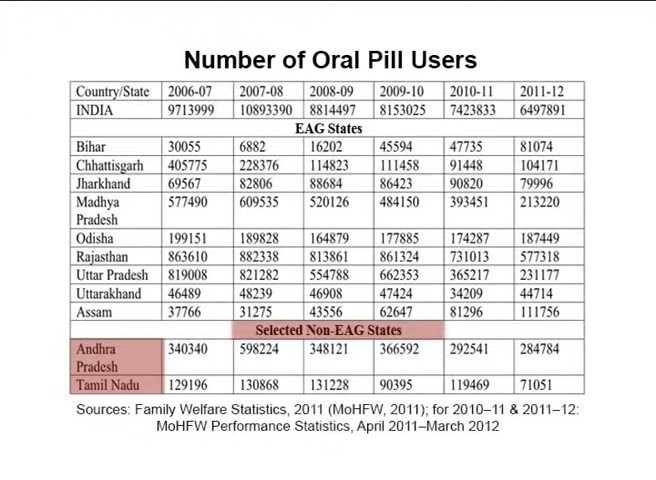 Number of Oral Pill Users
Country/State 2006-07 2007-08 2008-09 2009-10 2010-11 2011-12
INDIA 9713999 10893390 8814497 8153025 7423833 6497891
EAG States
Bihar 30055 6882 16202 45594 47735 81074
Chhattisgarh 405775 228376 114823 111458 91448 104171
Jharkhand 69567 82806 88684 86423 90820 79996
Madhya 577490 609535 520126 484150 393451 213220
Pradesh
Odisha 199151 189828 164879 177885 174287 187449
Rajasthan 863610 882338 813861 861324 731013 577318
Uttar Pradesh 819008 821282 554788 662353 365217 231177
Uttarakhand 46489 48239 46908 47424 34209 44714
Assam 37766 31275 43556 62647 81296 111756
Selected Non-EAG States
Andhra 340340 598224 348121 366592 292541 284784
Pradesh
Tamil Nadu 129196 130868 131228 90395 119469 71051
Sources: Family Welfare Statistics, 2011 (MoHFW, 2011); for 2010–11 & 2011–12:
MoHFW Performance Statistics, April 2011–March 2012